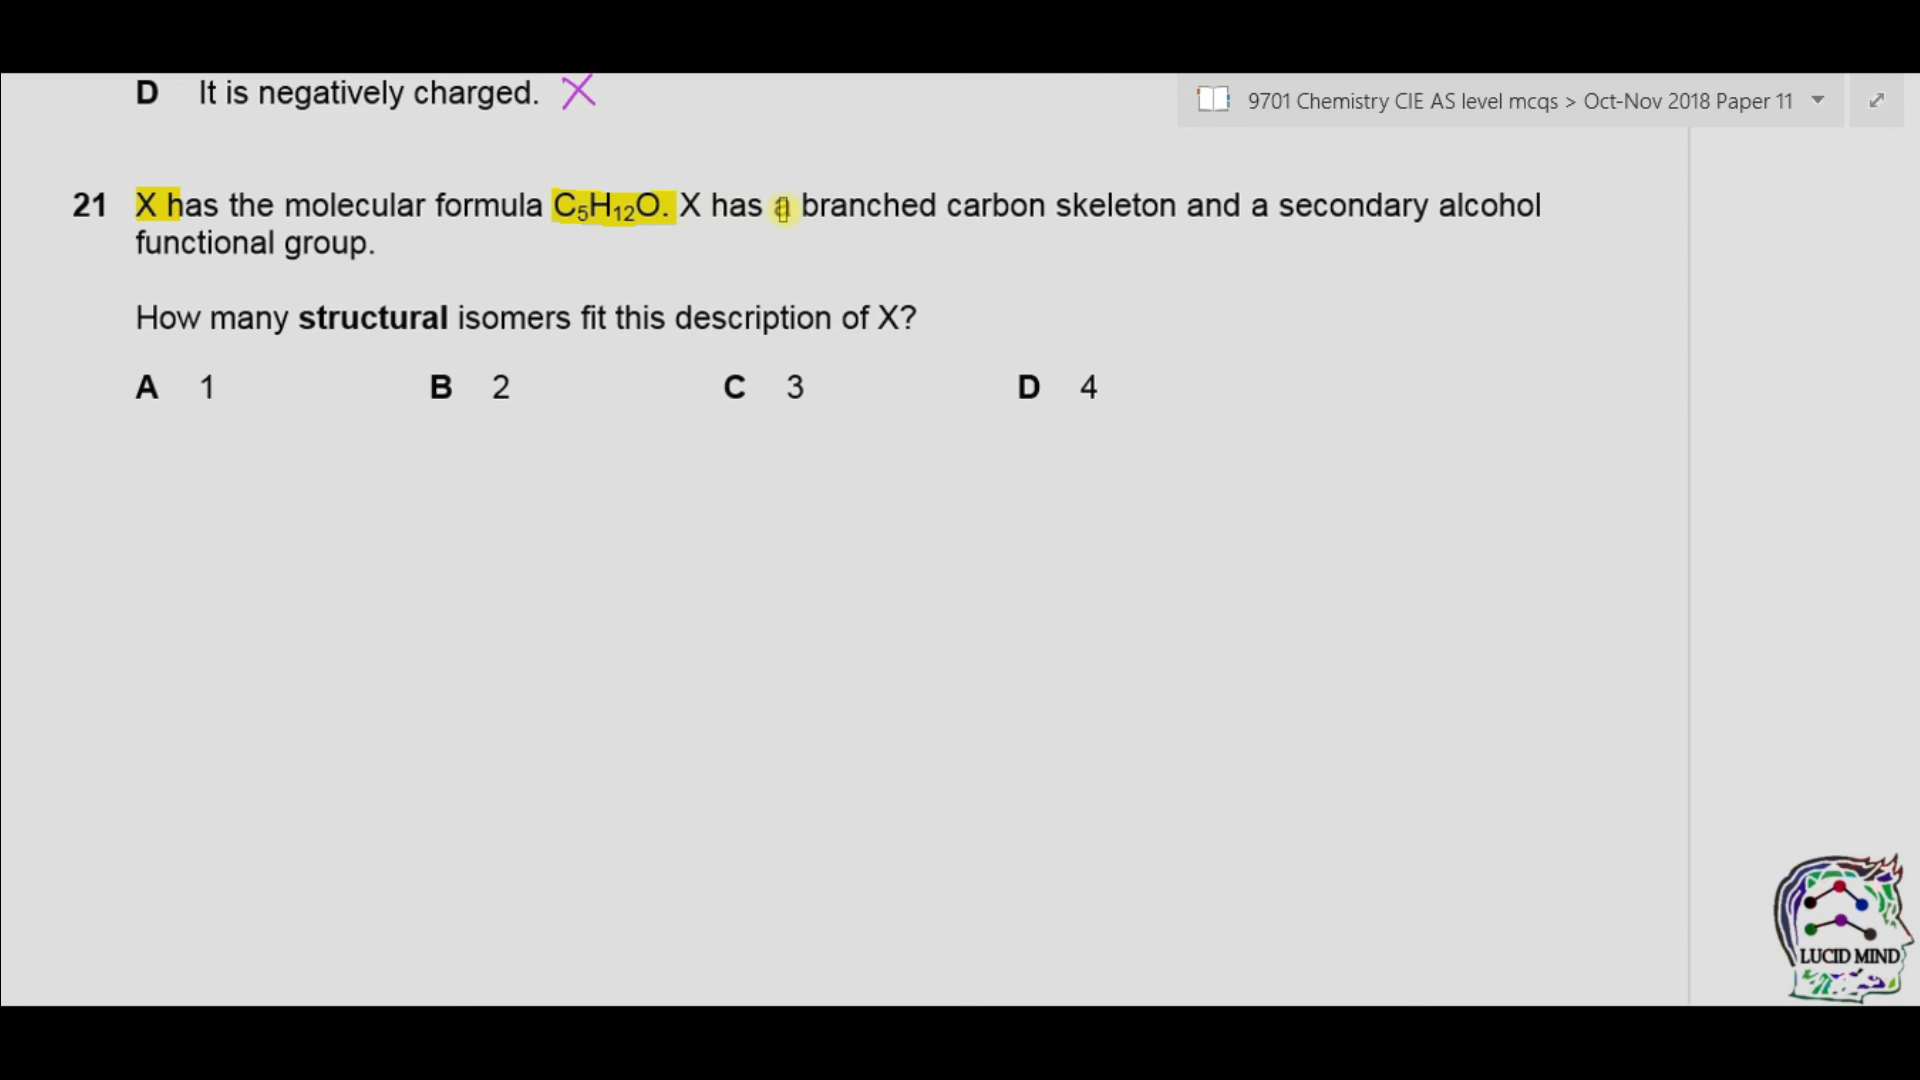 D It is negatively charged.
9701 Chemistry CIE AS level mcqs > Oct-Nov 2018 Paper 11
21 X has the molecular formula C₅H₁₂O. X has a branched carbon skeleton and a secondary alcohol
functional group.
How many structural isomers fit this description of X?
A 1 B 2 C 3 D 4
LUCID MIND